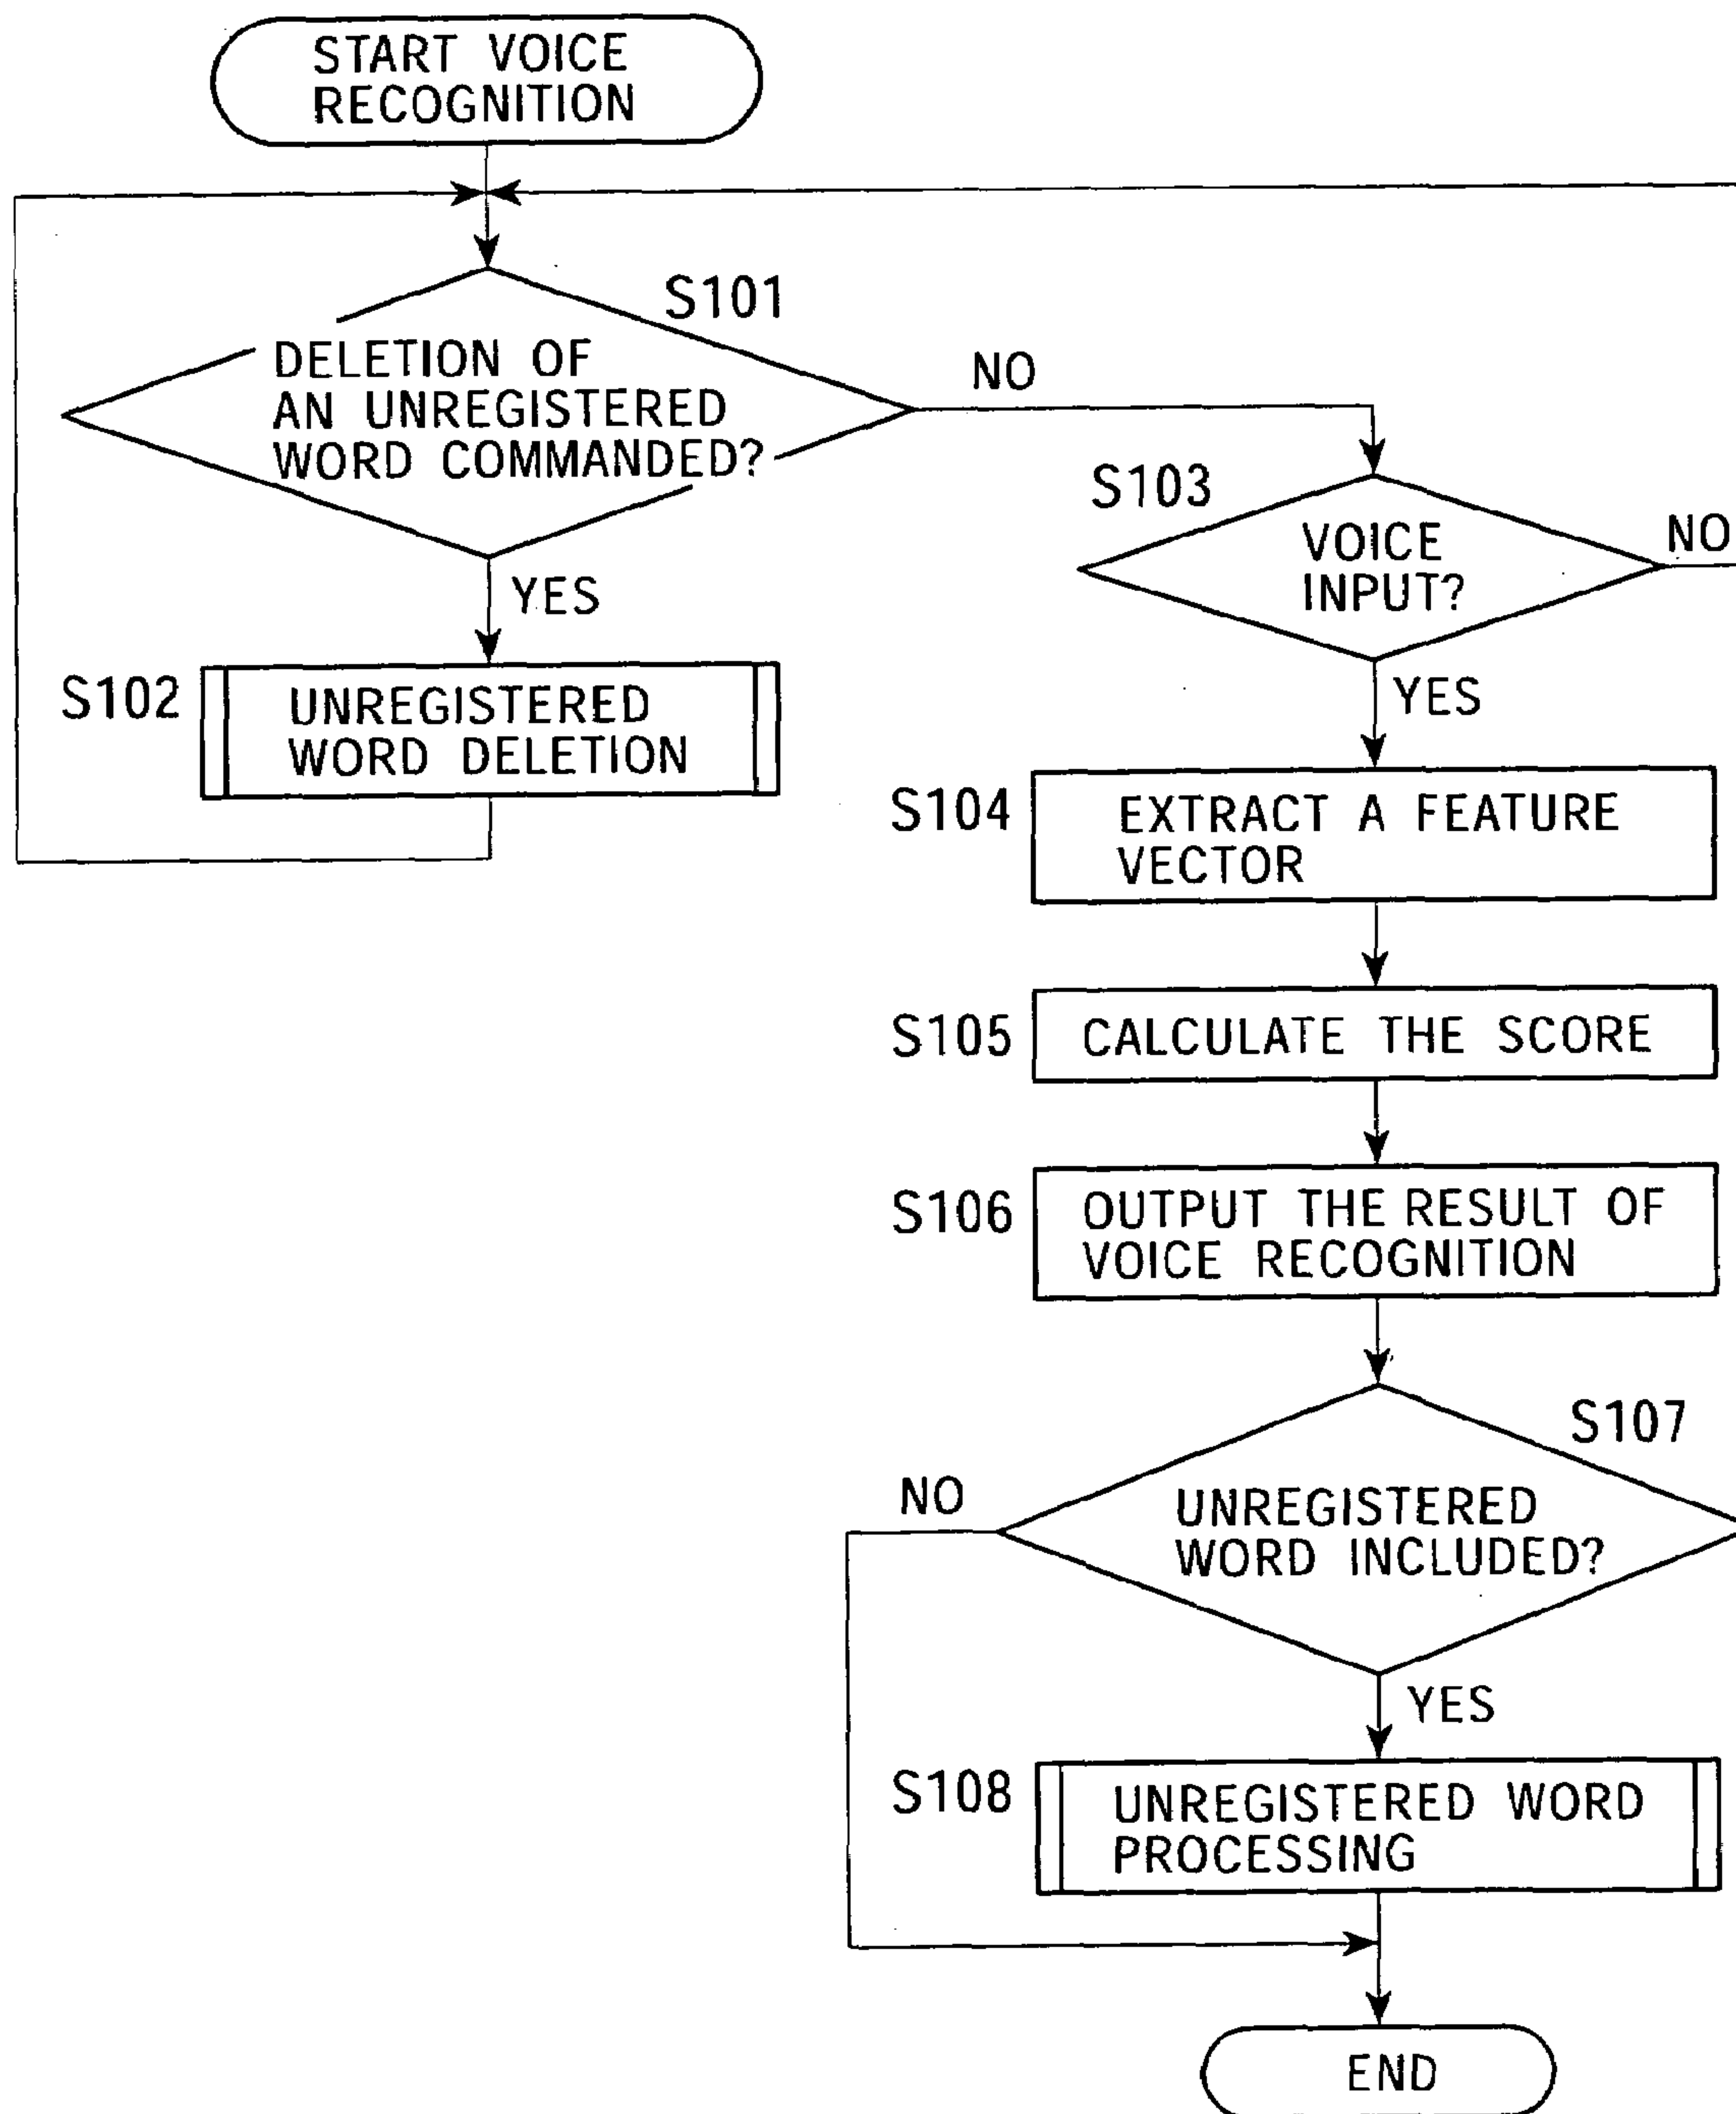 START VOICE
RECOGNITION
S101
DELETION OF
AN UNREGISTERED
WORD COMMANDED?
NO
YES
S102
UNREGISTERED
WORD DELETION
S103
VOICE
INPUT?
NO
YES
S104
EXTRACT A FEATURE
VECTOR
S105
CALCULATE THE SCORE
S106
OUTPUT THE RESULT OF
VOICE RECOGNITION
S107
NO
UNREGISTERED
WORD INCLUDED?
YES
S108
UNREGISTERED WORD
PROCESSING
END